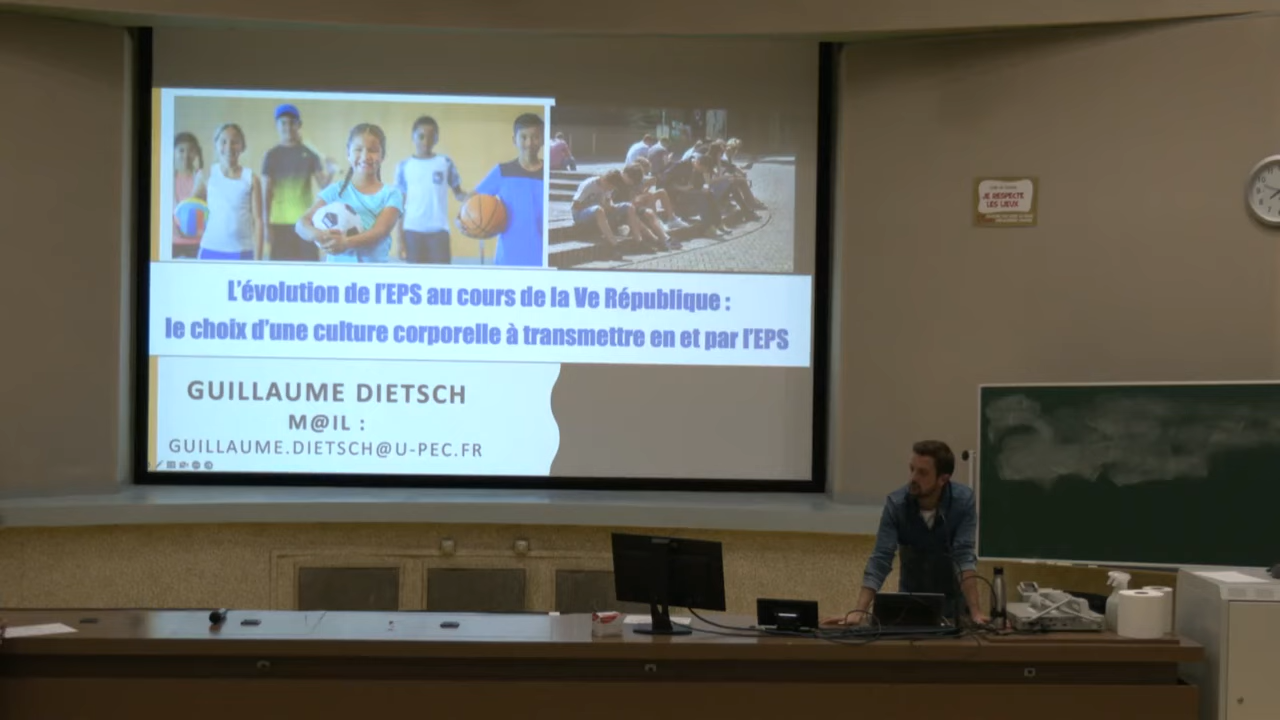 L'évolution de l'EPS au cours de la Ve République :
le choix d'une culture corporelle à transmettre en et par l'EPS
GUILLAUME DIETSCH
M@IL :
GUILLAUME.DIETSCH@U-PEC.FR
JE RESPECTE
LES LIEUX